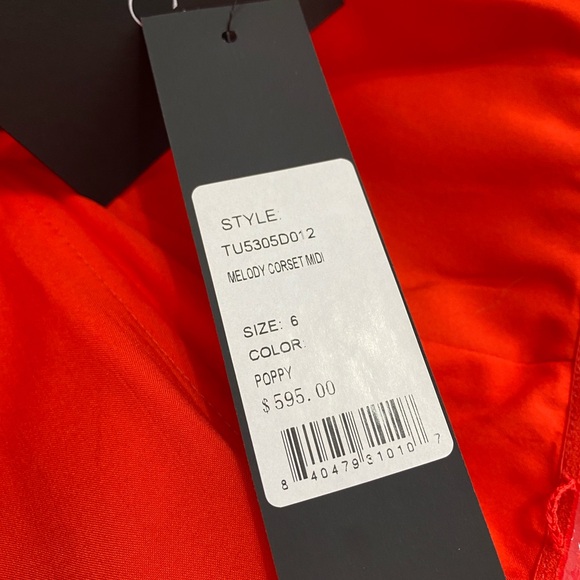 STYLE:
TU5305D012
MELODY CORSET MIDI
SIZE: 6
COLOR:
POPPY
$595.00
8 40479 31010 7